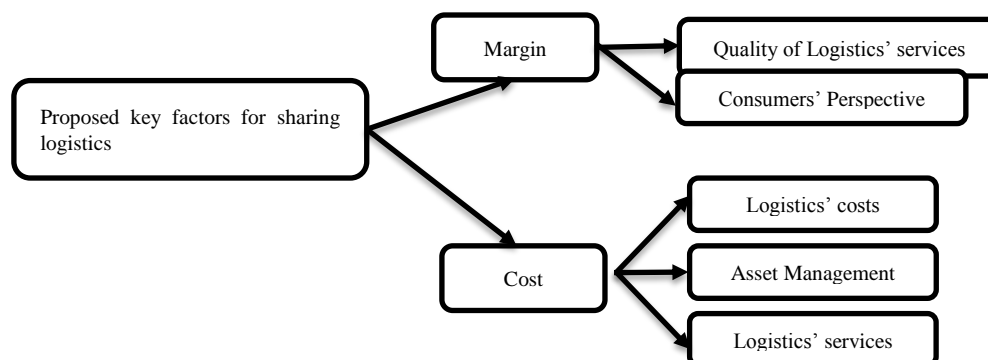 Margin
Quality of Logistics’ services
Consumers’ Perspective
Proposed key factors for sharing
logistics
Logistics’ costs
Cost
Asset Management
Logistics’ services